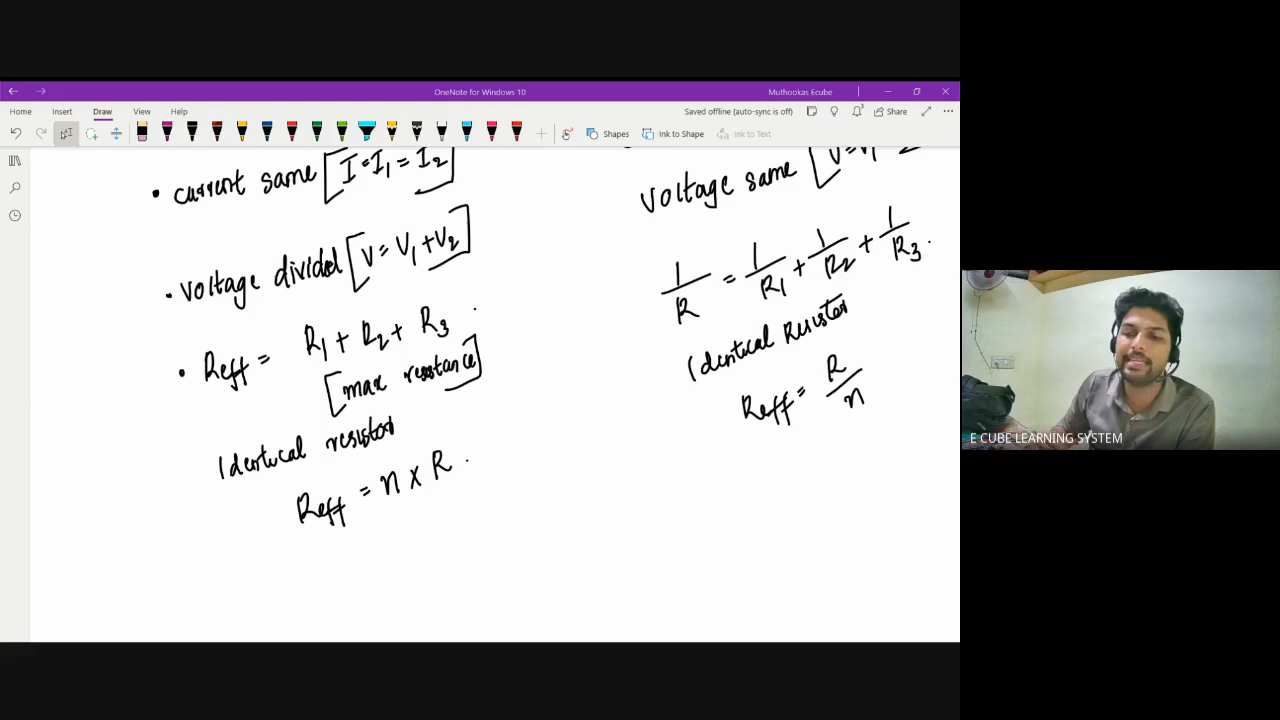 OneNote for Windows 10
Muthookas Ecube
Home Insert Draw View Help
Saved offline (auto-sync is off)
Share
Shapes
Ink to Shape
Ink to Text
• current same [I = I₁ = I₂]
• voltage divided [V = V₁ + V₂]
• Reff = R₁ + R₂ + R₃ .
[max resistance]
Identical resistor
Reff = n × R .
voltage same [V = V₁
1/R = 1/R₁ + 1/R₂ + 1/R₃ .
Identical Resistor
Reff = R/n
E CUBE LEARNING SYSTEM